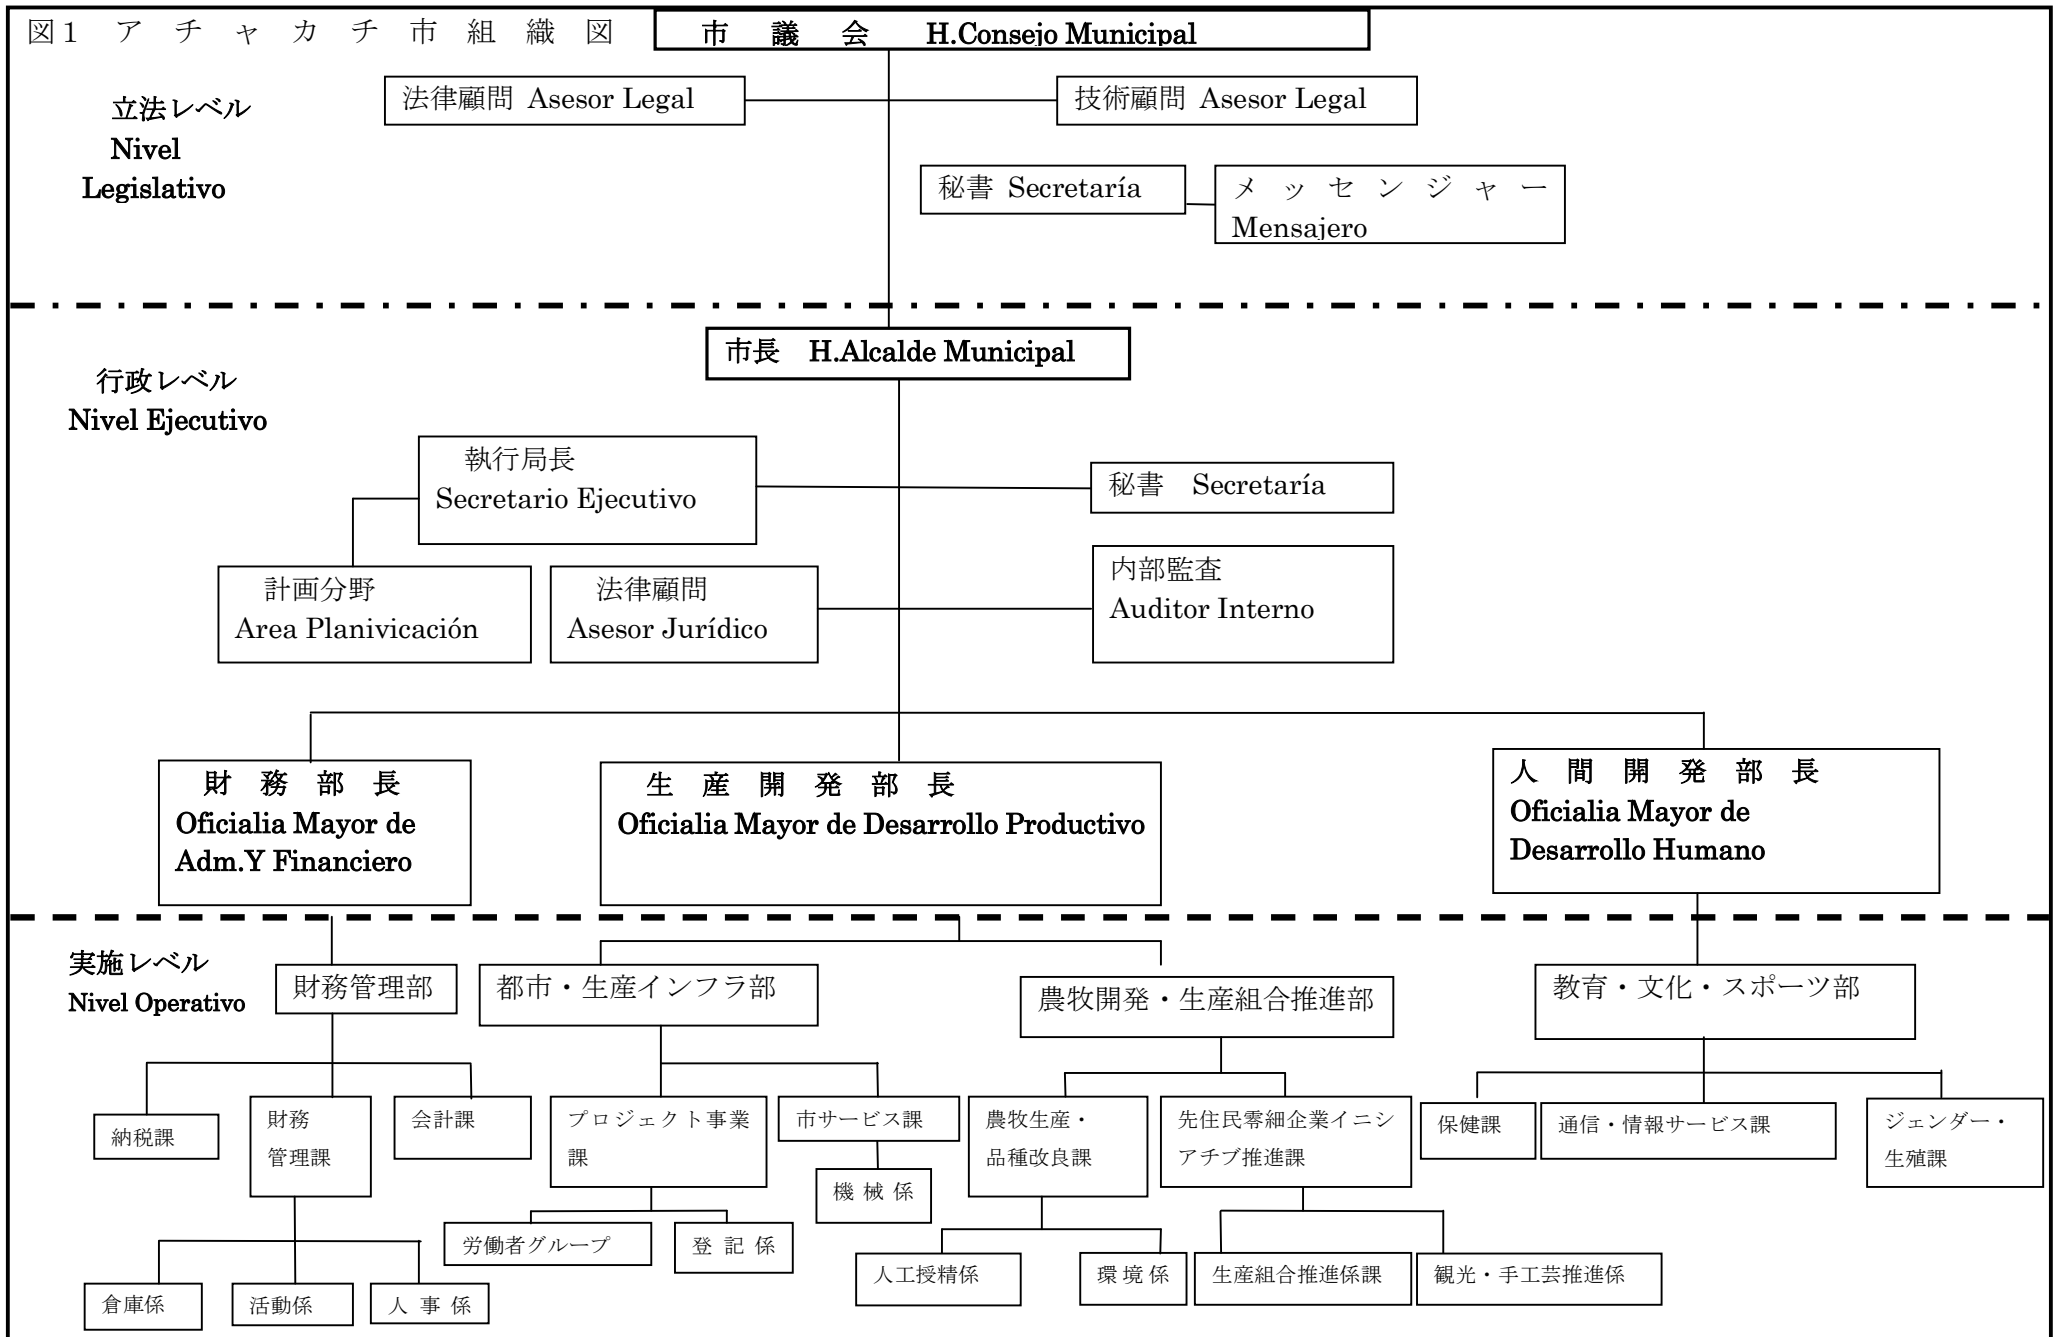 図1 アチャカチ市組織図
市議会 H.Consejo Municipal
法律顧問 Asesor Legal
技術顧問 Asesor Legal
立法レベル
Nivel
Legislativo
秘書 Secretaría
メッセンジャー
Mensajero
市長 H.Alcalde Municipal
行政レベル
Nivel Ejecutivo
執行局長
Secretario Ejecutivo
秘書 Secretaría
計画分野
Area Planivicación
法律顧問
Asesor Jurídico
内部監査
Auditor Interno
財務部長
Oficialia Mayor de
Adm.Y Financiero
生産開発部長
Oficialia Mayor de Desarrollo Productivo
人間開発部長
Oficialia Mayor de
Desarrollo Humano
実施レベル
Nivel Operativo
財務管理部
都市・生産インフラ部
農牧開発・生産組合推進部
教育・文化・スポーツ部
納税課
財務
管理課
会計課
プロジェクト事業
課
市サービス課
農牧生産・
品種改良課
先住民零細企業イニシ
アチブ推進課
保健課
通信・情報サービス課
ジェンダー・
生殖課
機械係
労働者グループ
登記係
人工授精係
環境係
生産組合推進係課
観光・手工芸推進係
倉庫係
活動係
人事係